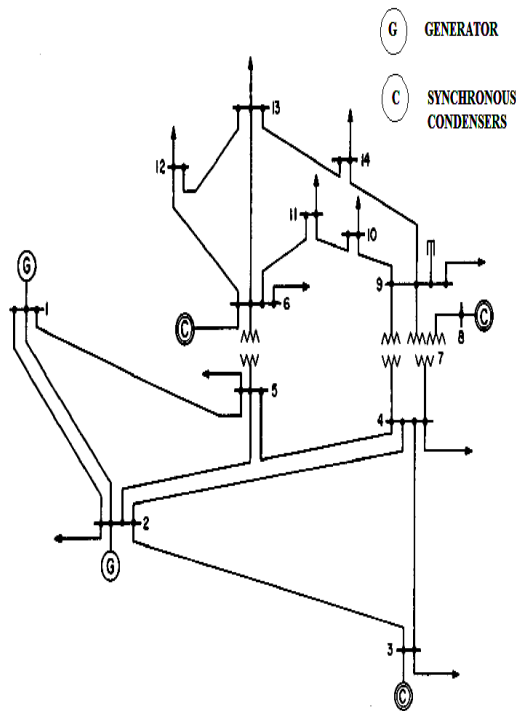 G GENERATOR
C SYNCHRONOUS
CONDENSERS
13
12
14
11
10
9
G
1
6
C
8
C
7
5
4
2
G
3
C